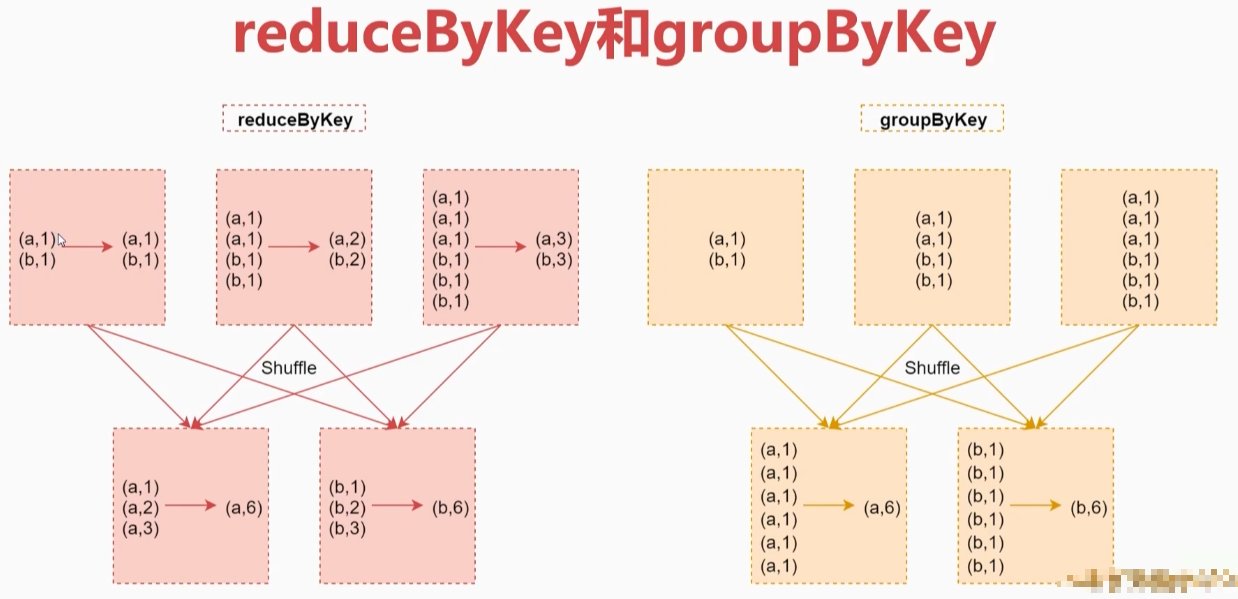 reduceByKey和groupByKey
reduceByKey
(a,1)
(b,1)
(a,1)
(b,1)
(a,1)
(a,1)
(b,1)
(b,1)
(a,2)
(b,2)
(a,1)
(a,1)
(a,1)
(b,1)
(b,1)
(b,1)
(a,3)
(b,3)
Shuffle
(a,1)
(a,2)
(a,3)
(a,6)
(b,1)
(b,2)
(b,3)
(b,6)
groupByKey
(a,1)
(b,1)
(a,1)
(a,1)
(b,1)
(b,1)
(a,1)
(a,1)
(a,1)
(b,1)
(b,1)
(b,1)
Shuffle
(a,1)
(a,1)
(a,1)
(a,1)
(a,1)
(a,1)
(a,6)
(b,1)
(b,1)
(b,1)
(b,1)
(b,1)
(b,1)
(b,6)